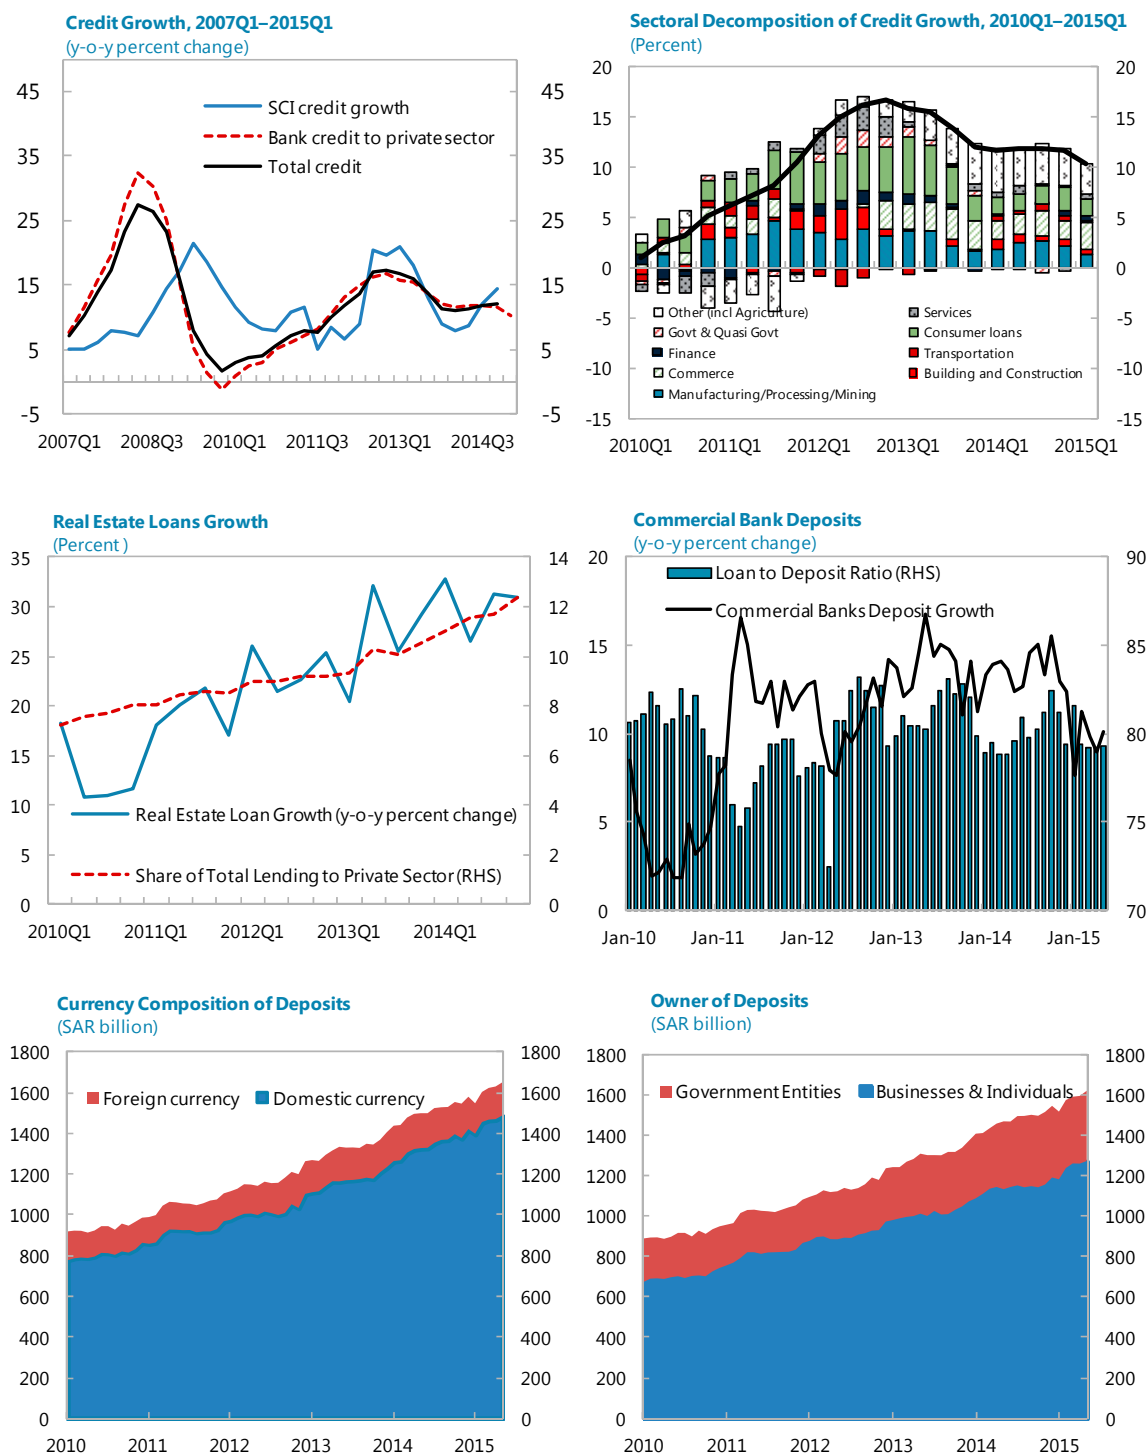 Credit Growth, 2007Q1–2015Q1
(y-o-y percent change)
45
35
25
15
5
-5
45
35
25
15
5
-5
SCI credit growth
Bank credit to private sector
Total credit
2007Q1 2008Q3 2010Q1 2011Q3 2013Q1 2014Q3
Sectoral Decomposition of Credit Growth, 2010Q1–2015Q1
(Percent)
20
15
10
5
0
-5
-10
-15
20
15
10
5
0
-5
-10
-15
Other (incl Agriculture)
Services
Govt & Quasi Govt
Consumer loans
Finance
Transportation
Commerce
Building and Construction
Manufacturing/Processing/Mining
2010Q1 2011Q1 2012Q1 2013Q1 2014Q1 2015Q1
Real Estate Loans Growth
(Percent )
35
30
25
20
15
10
5
0
14
12
10
8
6
4
2
0
Real Estate Loan Growth (y-o-y percent change)
Share of Total Lending to Private Sector (RHS)
2010Q1 2011Q1 2012Q1 2013Q1 2014Q1
Commercial Bank Deposits
(y-o-y percent change)
20
15
10
5
0
90
85
80
75
70
Loan to Deposit Ratio (RHS)
Commercial Banks Deposit Growth
Jan-10 Jan-11 Jan-12 Jan-13 Jan-14 Jan-15
Currency Composition of Deposits
(SAR billion)
1800
1600
1400
1200
1000
800
600
400
200
0
1800
1600
1400
1200
1000
800
600
400
200
0
Foreign currency Domestic currency
2010 2011 2012 2013 2014 2015
Owner of Deposits
(SAR billion)
1800
1600
1400
1200
1000
800
600
400
200
0
1800
1600
1400
1200
1000
800
600
400
200
0
Government Entities Businesses & Individuals
2010 2011 2012 2013 2014 2015